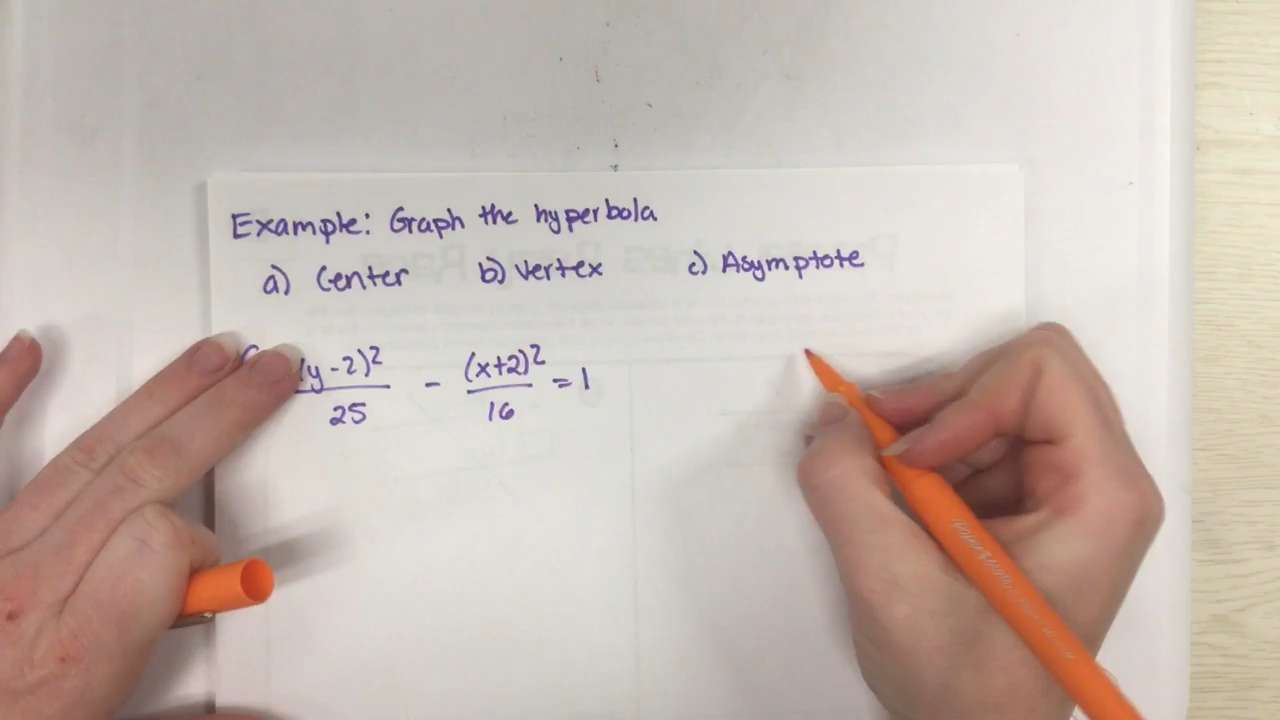 Example: Graph the hyperbola
a) Center b) Vertex c) Asymptote
(y-2)² - (x+2)² = 1
25 16